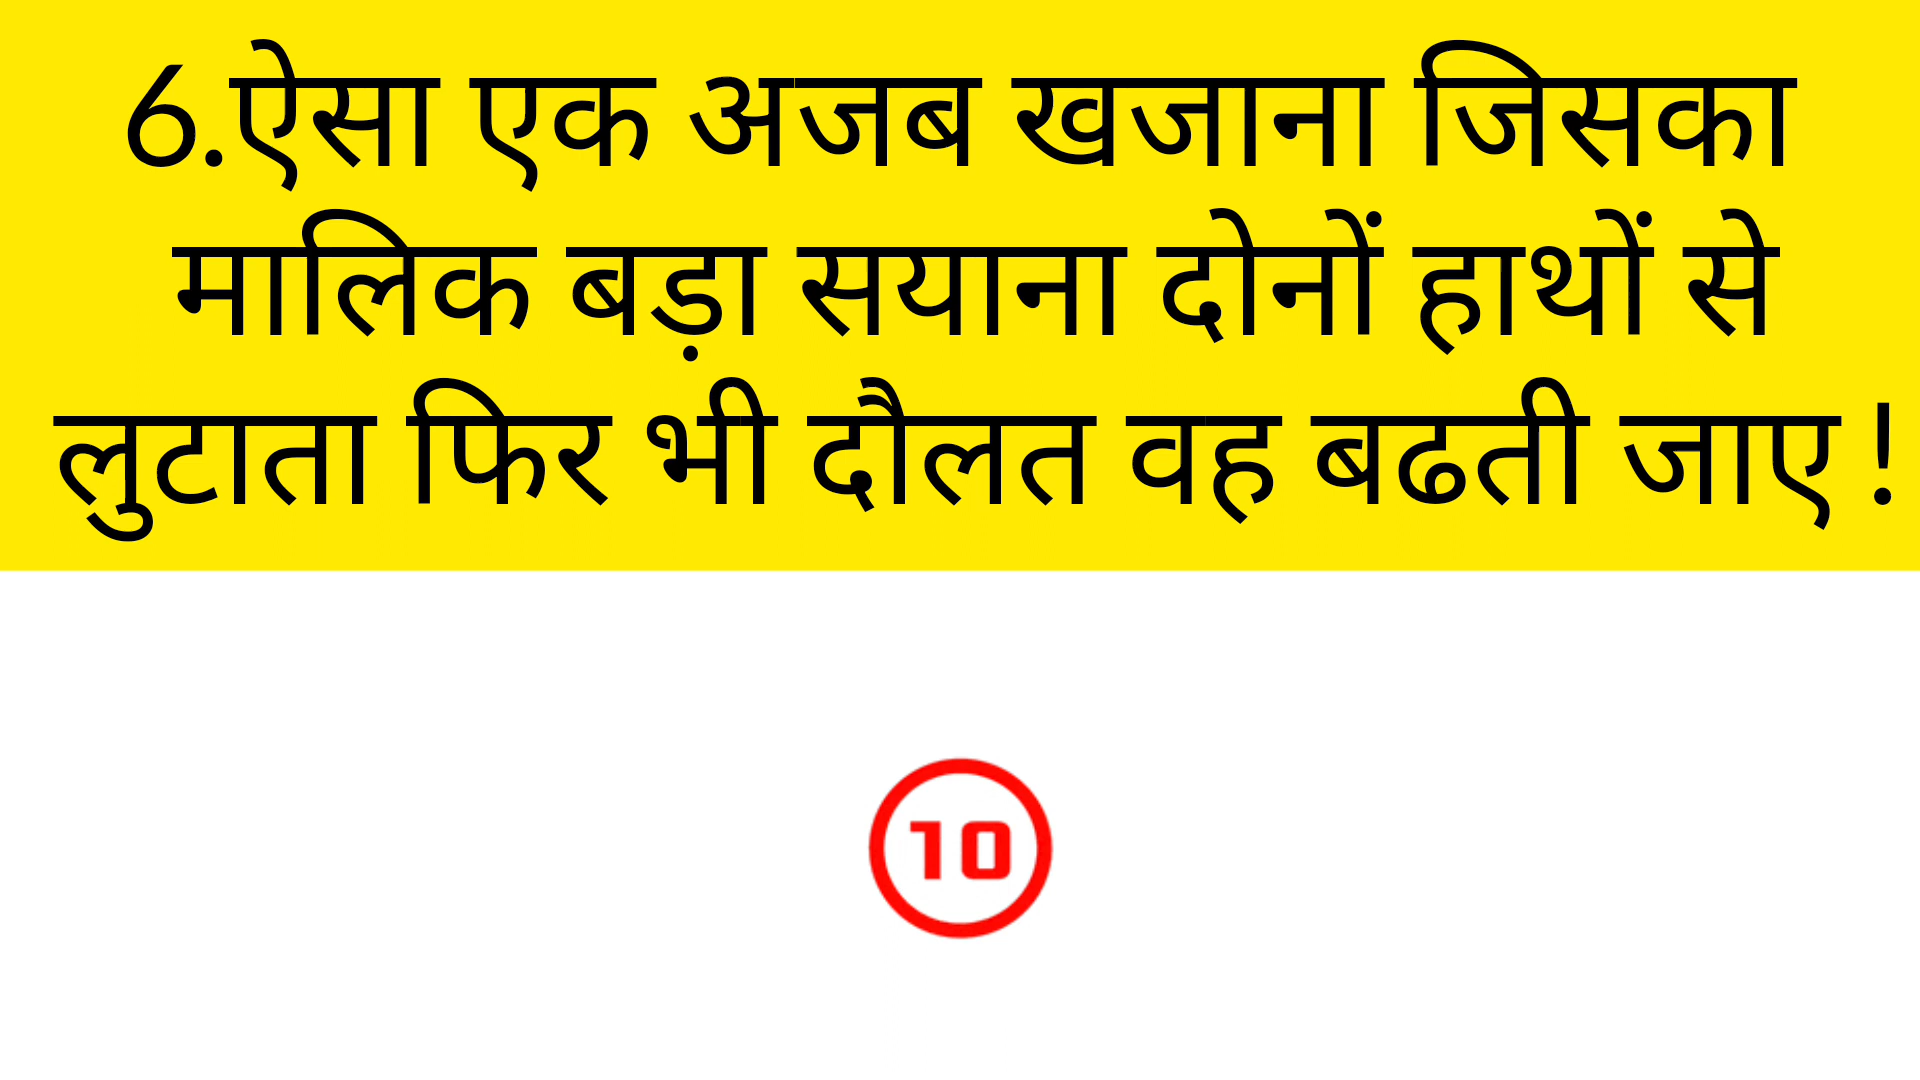 6.ऐसा एक अजब खजाना जिसका
मालिक बड़ा सयाना दोनों हाथों से
लुटाता फिर भी दौलत वह बढती जाए !
10